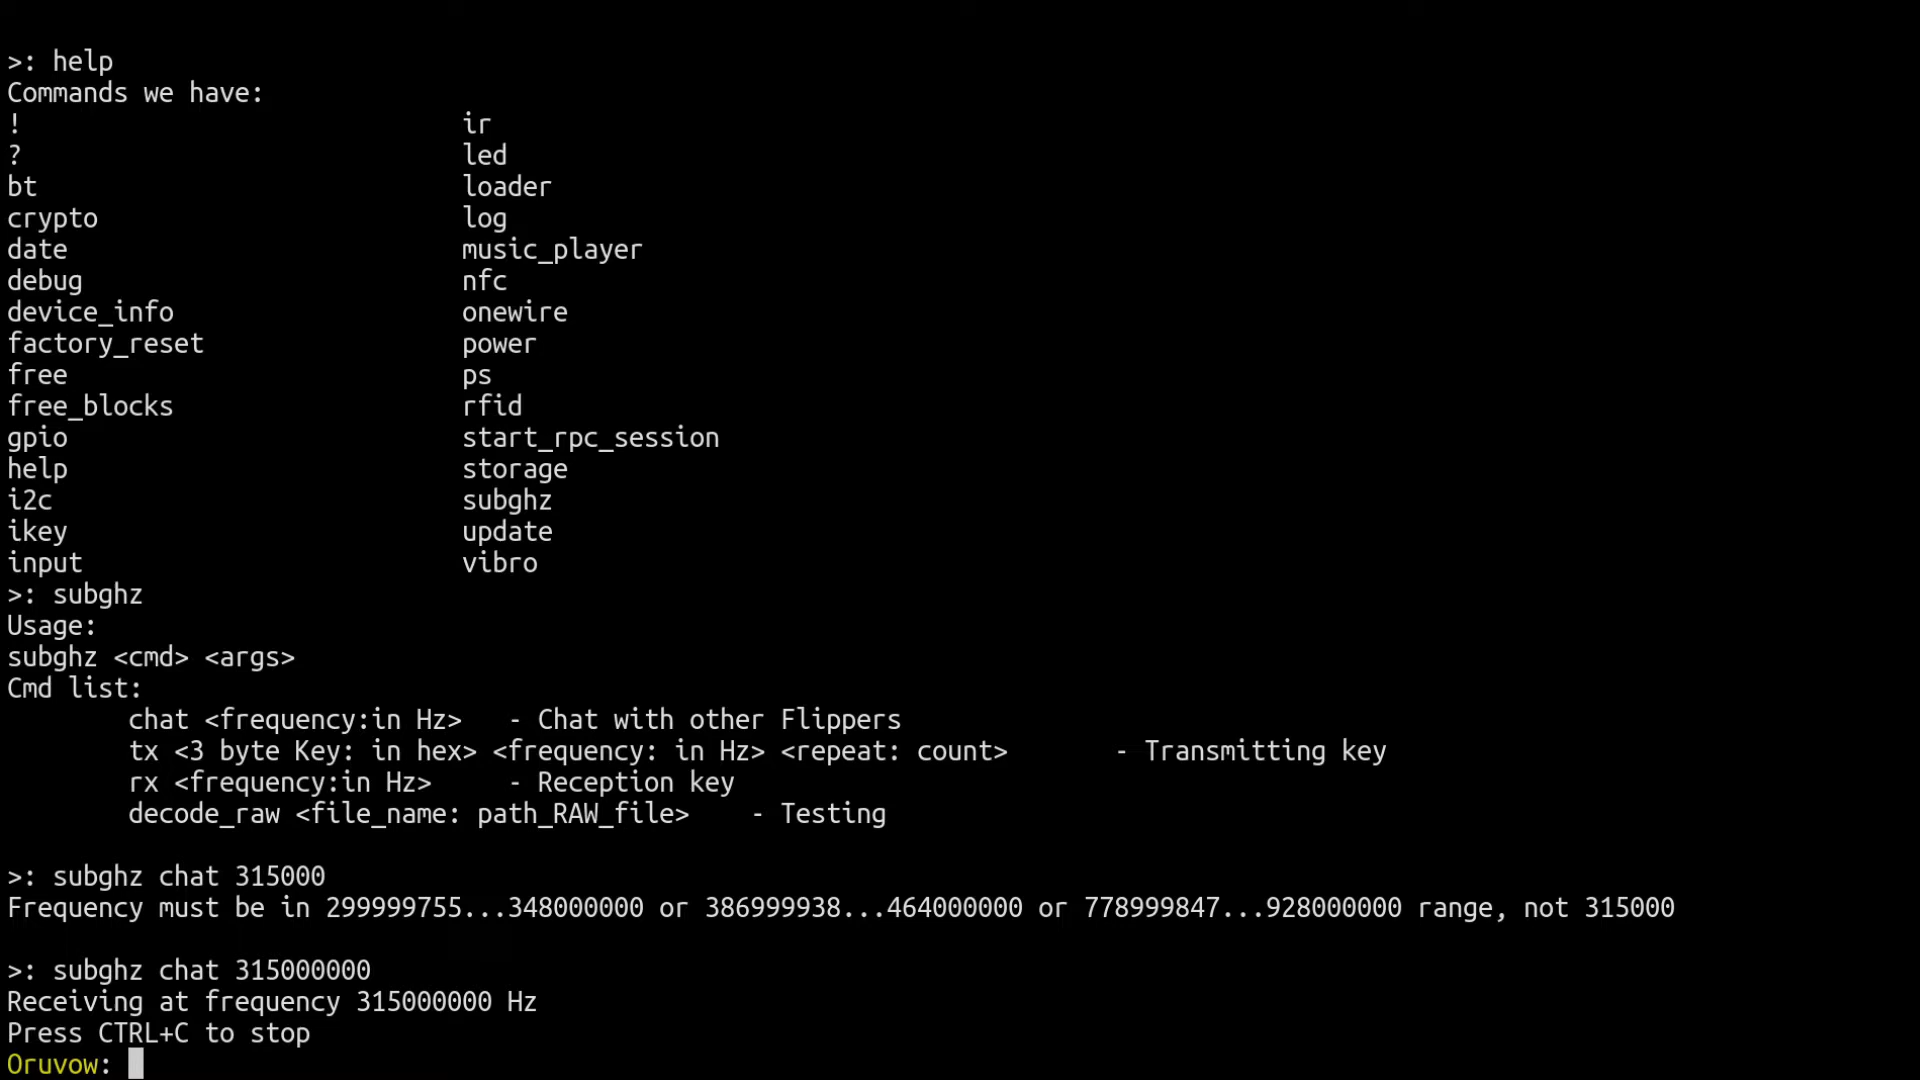 >: help
Commands we have:
! ir
? led
bt loader
crypto log
date music_player
debug nfc
device_info onewire
factory_reset power
free ps
free_blocks rfid
gpio start_rpc_session
help storage
i2c subghz
ikey update
input vibro
>: subghz
Usage:
subghz <cmd> <args>
Cmd list:
chat <frequency:in Hz> - Chat with other Flippers
tx <3 byte Key: in hex> <frequency: in Hz> <repeat: count> - Transmitting key
rx <frequency:in Hz> - Reception key
decode_raw <file_name: path_RAW_file> - Testing
>: subghz chat 315000
Frequency must be in 299999755...348000000 or 386999938...464000000 or 778999847...928000000 range, not 315000
>: subghz chat 315000000
Receiving at frequency 315000000 Hz
Press CTRL+C to stop
Oruvow: